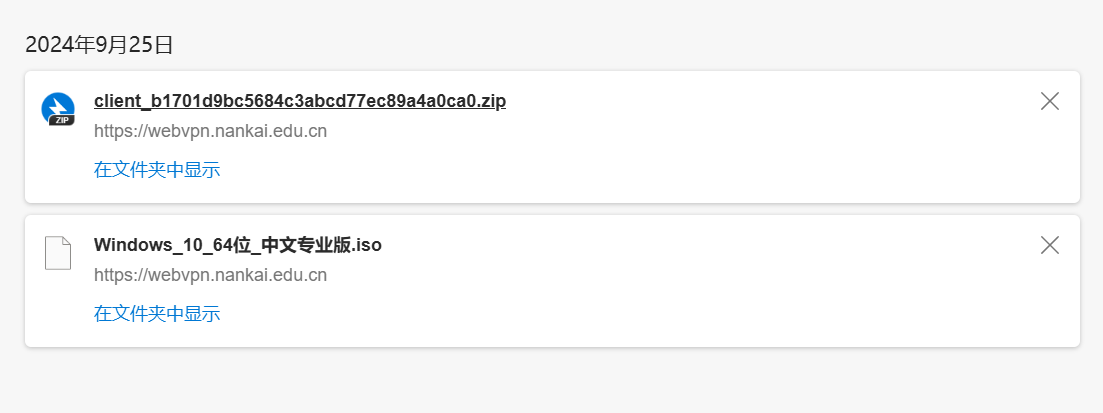 2024年9月25日
client_b1701d9bc5684c3abcd77ec89a4a0ca0.zip
ZIP
https://webvpn.nankai.edu.cn
在文件夹中显示
Windows_10_64位_中文专业版.iso
https://webvpn.nankai.edu.cn
在文件夹中显示